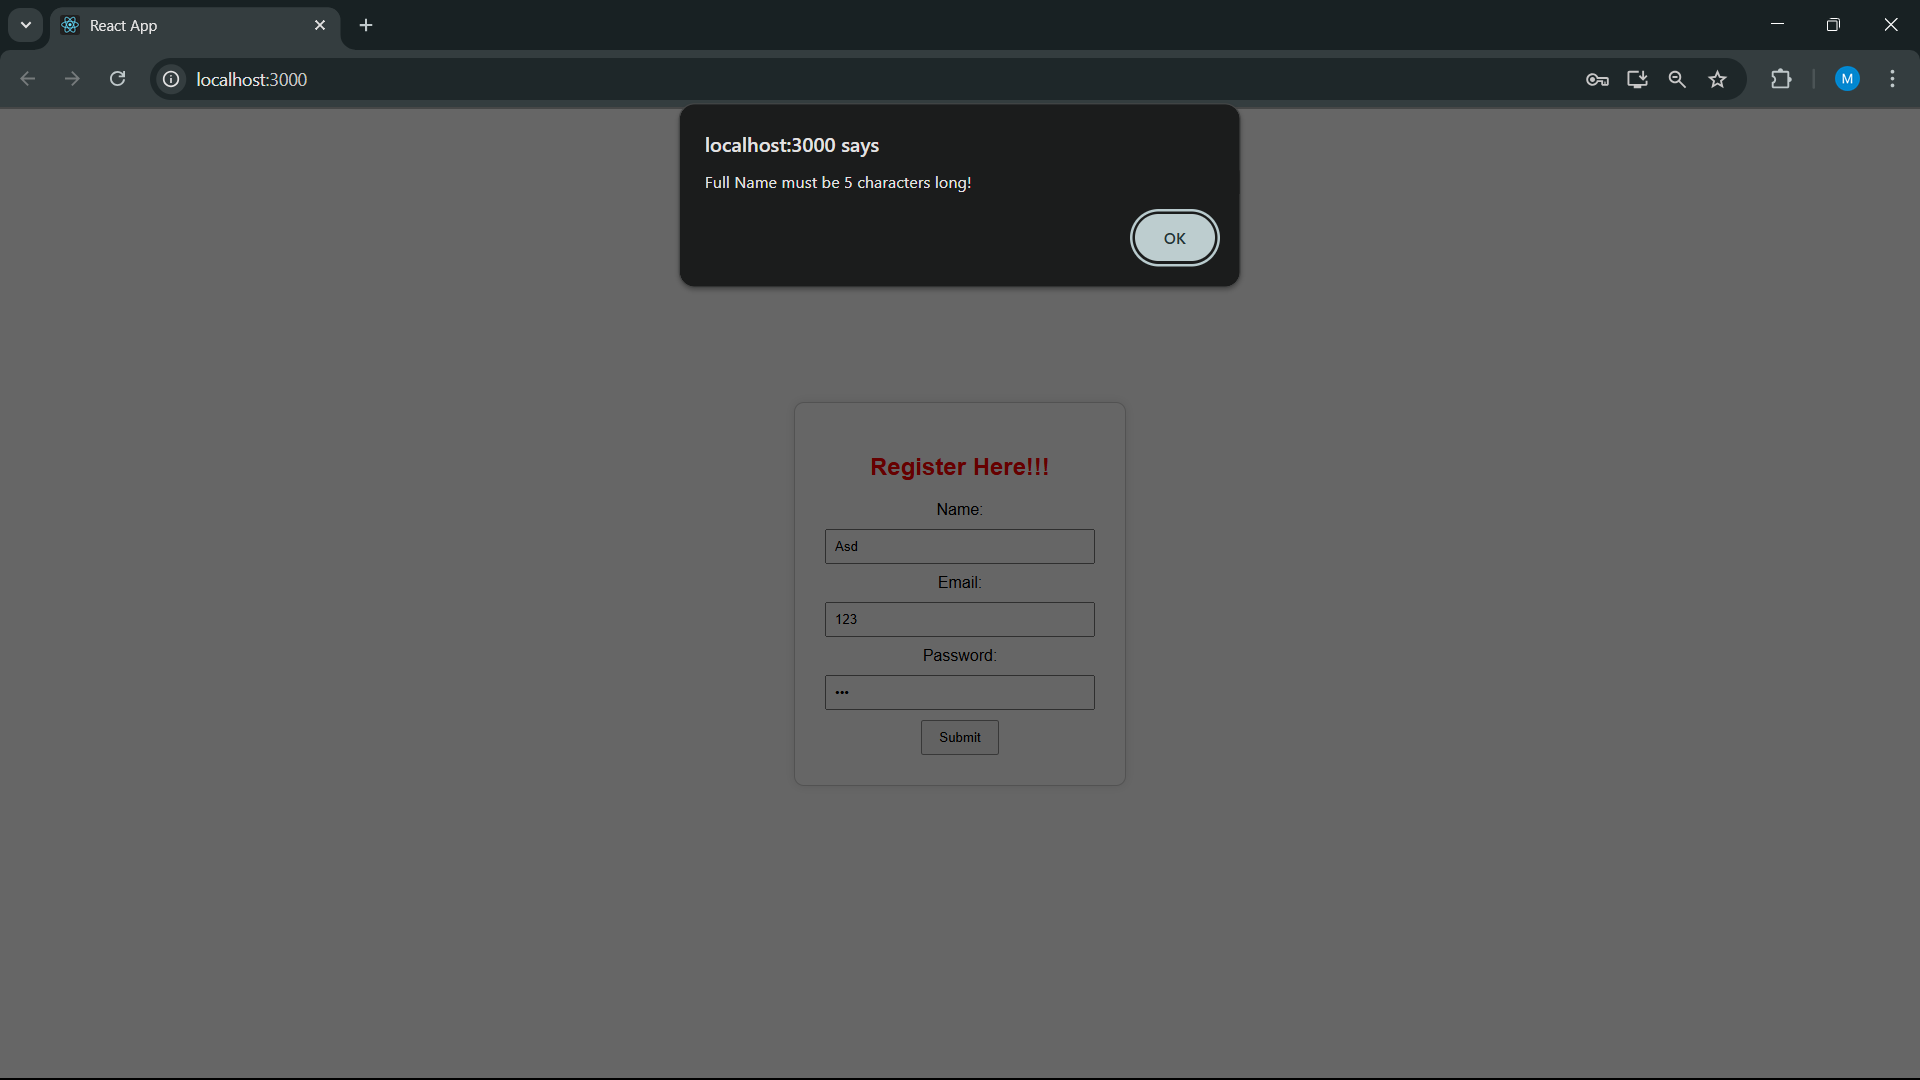 React App
localhost:3000
M
localhost:3000 says
Full Name must be 5 characters long!
OK
Register Here!!!
Name:
Asd
Email:
123
Password:
•••
Submit